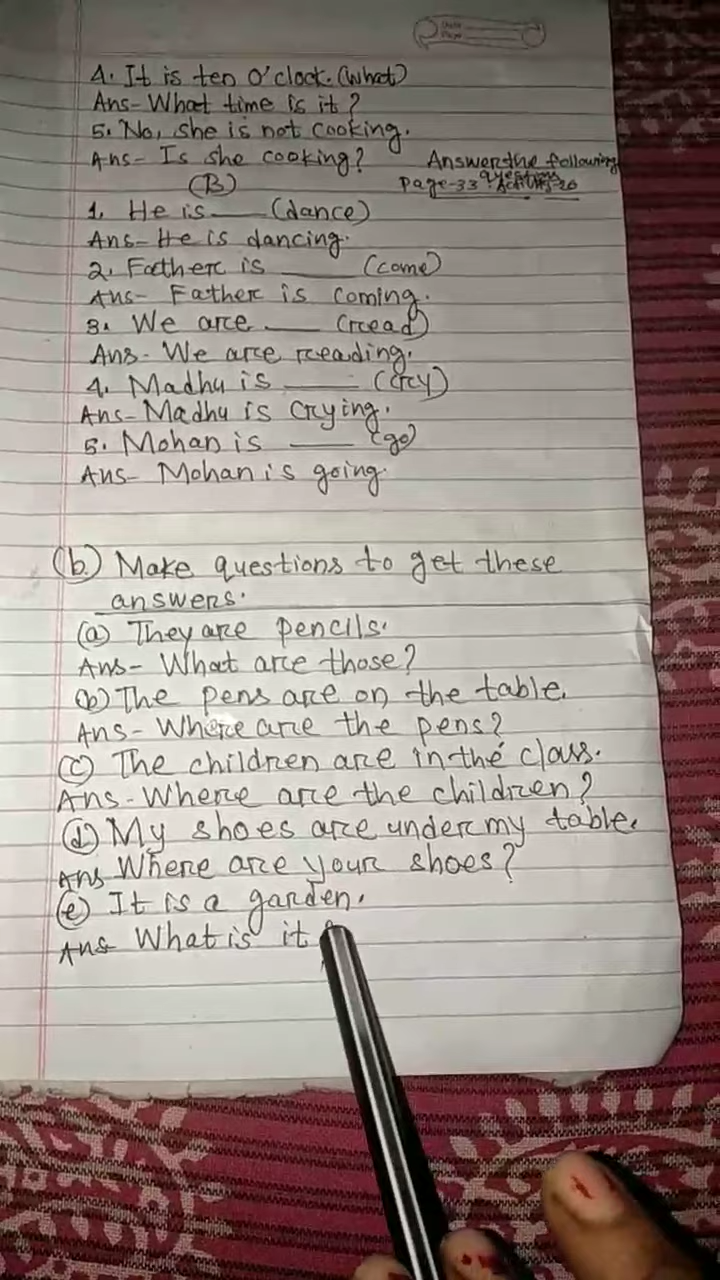 4. It is ten O'clock. (What)
Ans- What time is it?
5. No, she is not cooking.
Ans- Is she cooking?
Answer the following
(B)
Page-33 question
1. He is ___ (dance)
Ans- He is dancing.
2. Father is ___ (come)
Ans- Father is coming.
3. We are ___ (read)
Ans- We are reading.
4. Madhu is ___ (cry)
Ans- Madhu is crying.
5. Mohan is ___ (go)
Ans- Mohan is going.
(b.) Make questions to get these
answers.
(a) They are pencils.
Ans- What are those?
(b) The pens are on the table.
Ans- Where are the pens?
(c) The children are in the class.
Ans- Where are the children?
(d) My shoes are under my table.
Ans Where are your shoes?
(e) It is a garden.
Ans What is it